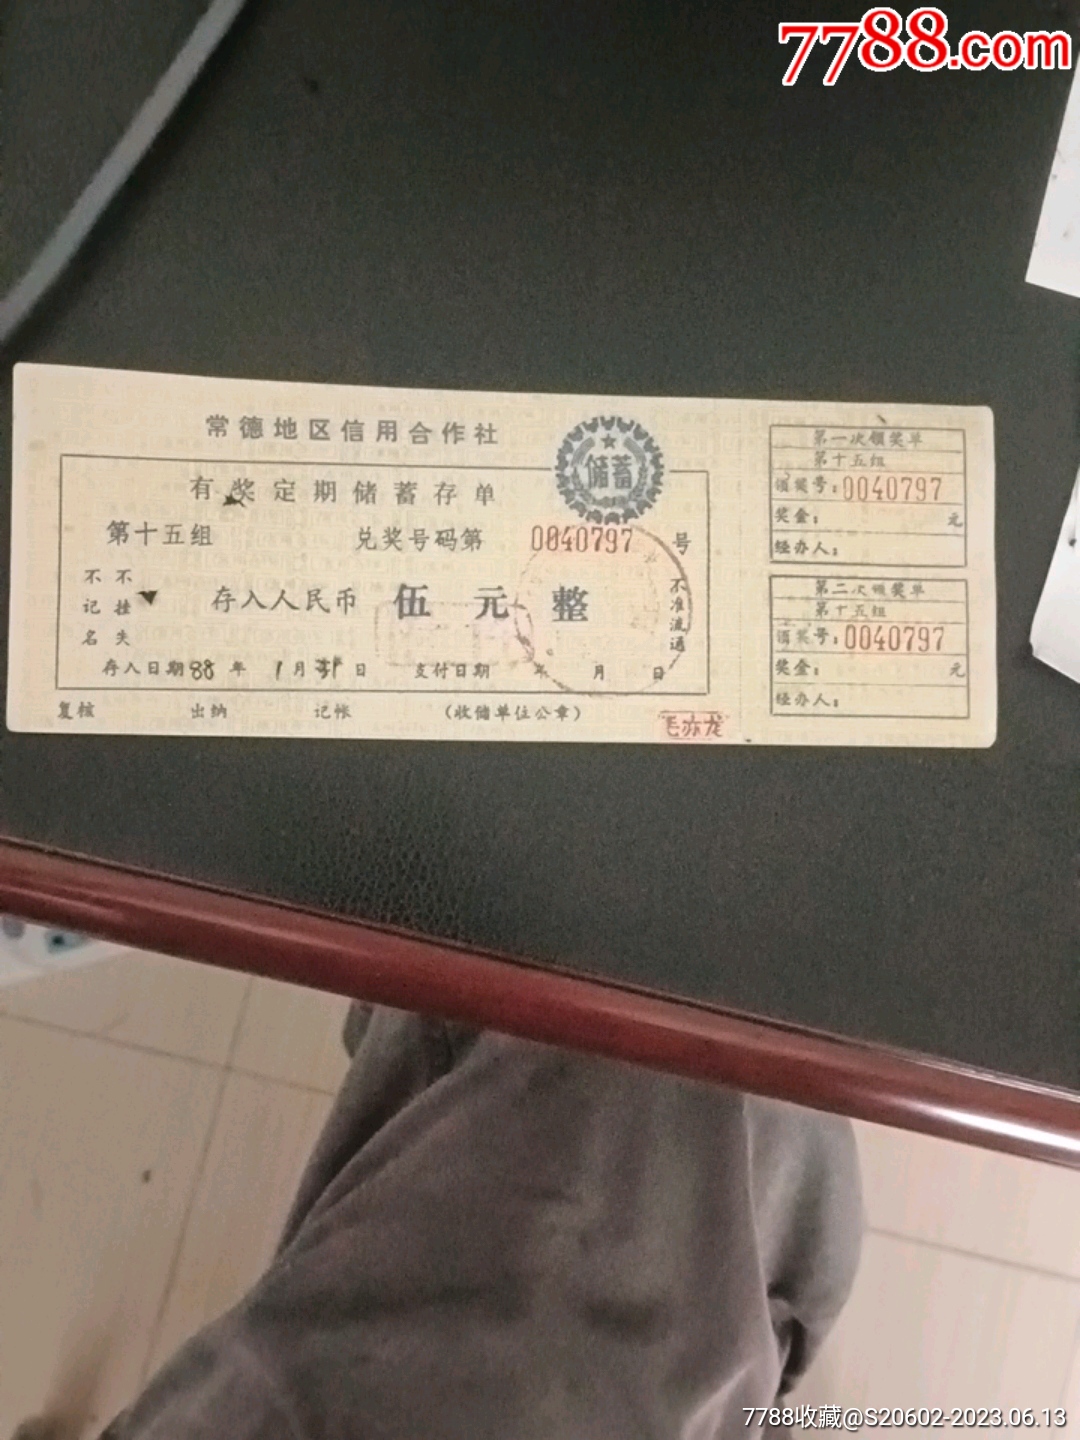 7788.com
常德地区信用合作社
储蓄
有奖定期储蓄存单
第十五组 兑奖号码第 0040797 号
不记名
不挂失
存入人民币 伍元整
不准流通
存入日期88年1月31日 支付日期 年 月 日
复核 出纳 记帐 (收储单位公章)
毛亦龙
第一次领奖单
第十五组
领奖号:0040797
奖金: 元
经办人:
第二次领奖单
第十五组
领奖号:0040797
奖金: 元
经办人:
7788收藏@S20602-2023.06.13